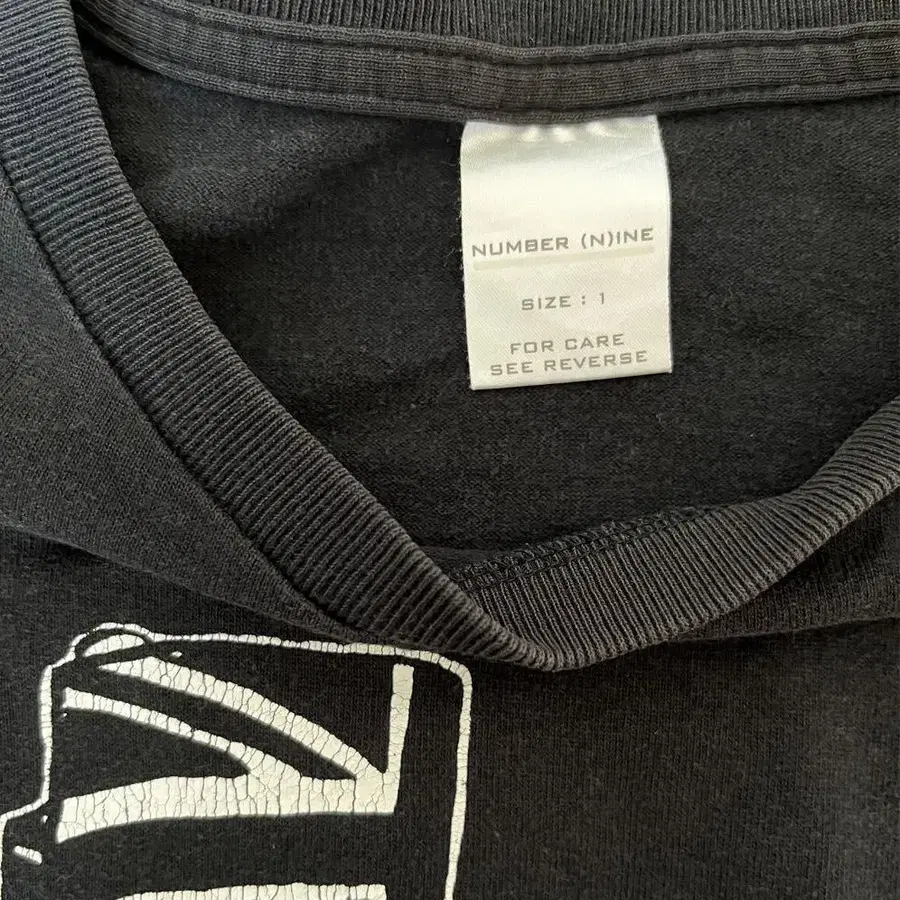 NUMBER (N)INE
SIZE : 1
FOR CARE
SEE REVERSE